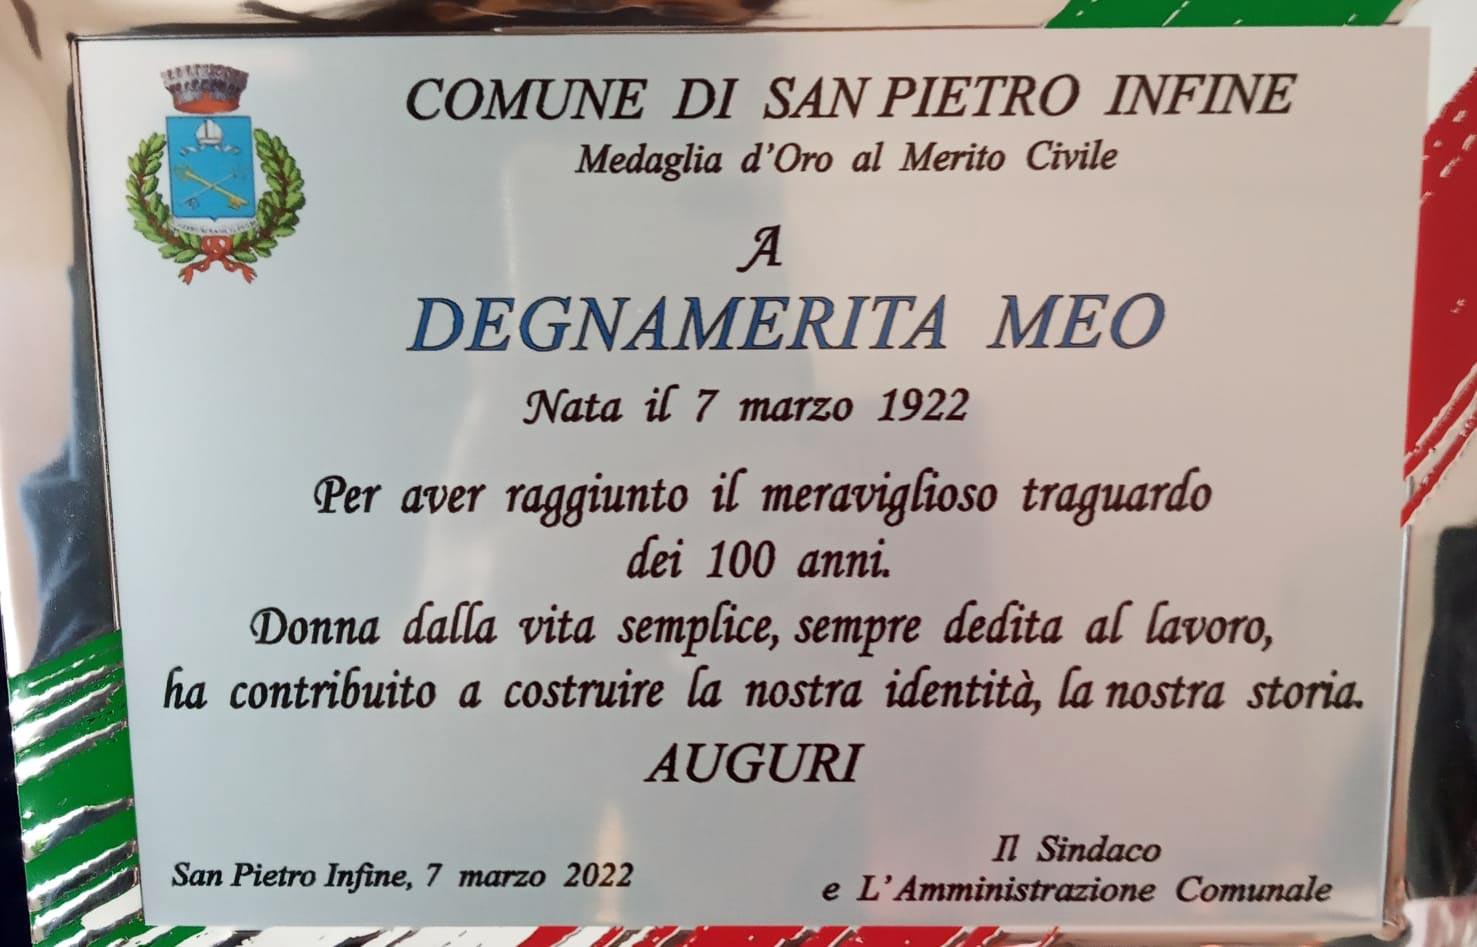 COMUNE DI SAN PIETRO INFINE
Medaglia d'Oro al Merito Civile
A
DEGNAMERITA MEO
Nata il 7 marzo 1922
Per aver raggiunto il meraviglioso traguardo
dei 100 anni.
Donna dalla vita semplice, sempre dedita al lavoro,
ha contribuito a costruire la nostra identità, la nostra storia.
AUGURI
San Pietro Infine, 7 marzo 2022
Il Sindaco
e L'Amministrazione Comunale